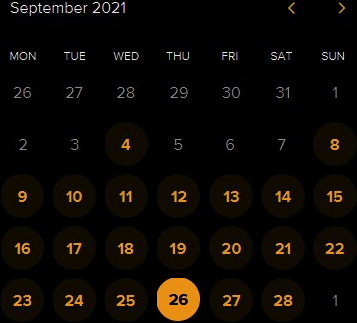 September 2021 < >
MON TUE WED THU FRI SAT SUN
26 27 28 29 30 31 1
2 3 4 5 6 7 8
9 10 11 12 13 14 15
16 17 18 19 20 21 22
23 24 25 26 27 28 1